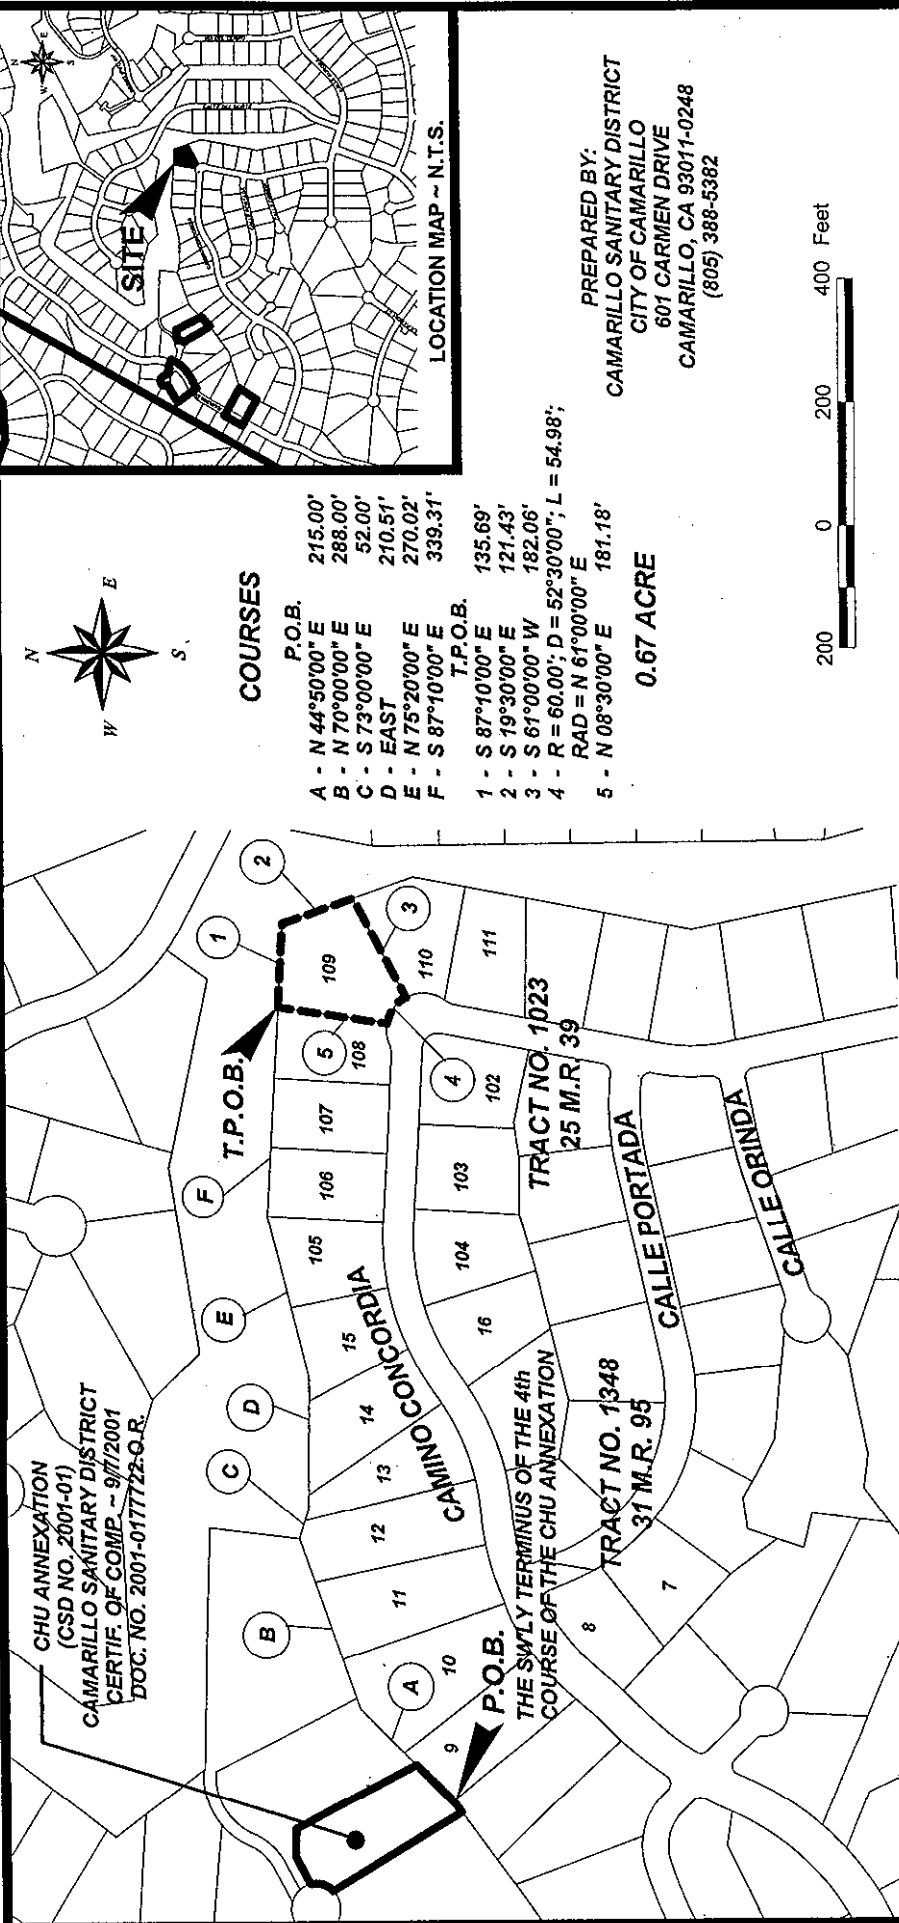 CHU ANNEXATION
(CSD NO. 2001-01)
CAMARILLO SANITARY DISTRICT
CERTIF. OF COMP. ~ 9/7/2001
DOC. NO. 2001-0177722 O.R.
A
B
C
D
E
F
T.P.O.B.
1
2
3
4
5
P.O.B.
THE SW'LY TERMINUS OF THE 4th
COURSE OF THE CHU ANNEXATION
9
10
11
12
13
14
15
105
106
107
108
109
110
111
CAMINO CONCORDIA
8
7
16
104
103
102
TRACT NO. 1348
31 M.R. 95
TRACT NO. 1023
25 M.R. 39
CALLE PORTADA
CALLE ORINDA
N
W
E
S
COURSES
P.O.B.
A - N 44°50'00" E 215.00'
B - N 70°00'00" E 288.00'
C - S 73°00'00" E 52.00'
D - EAST 210.51'
E - N 75°20'00" E 270.02'
F - S 87°10'00" E 339.31'
T.P.O.B.
1 - S 87°10'00" E 135.69'
2 - S 19°30'00" E 121.43'
3 - S 61°00'00" W 182.06'
4 - R = 60.00'; D = 52°30'00"; L = 54.98';
RAD = N 61°00'00" E
5 - N 08°30'00" E 181.18'
0.67 ACRE
200 0 200 400 Feet
N
W
E
S
SITE
LOCATION MAP ~ N.T.S.
PREPARED BY:
CAMARILLO SANITARY DISTRICT
CITY OF CAMARILLO
601 CARMEN DRIVE
CAMARILLO, CA 93011-0248
(805) 388-5382